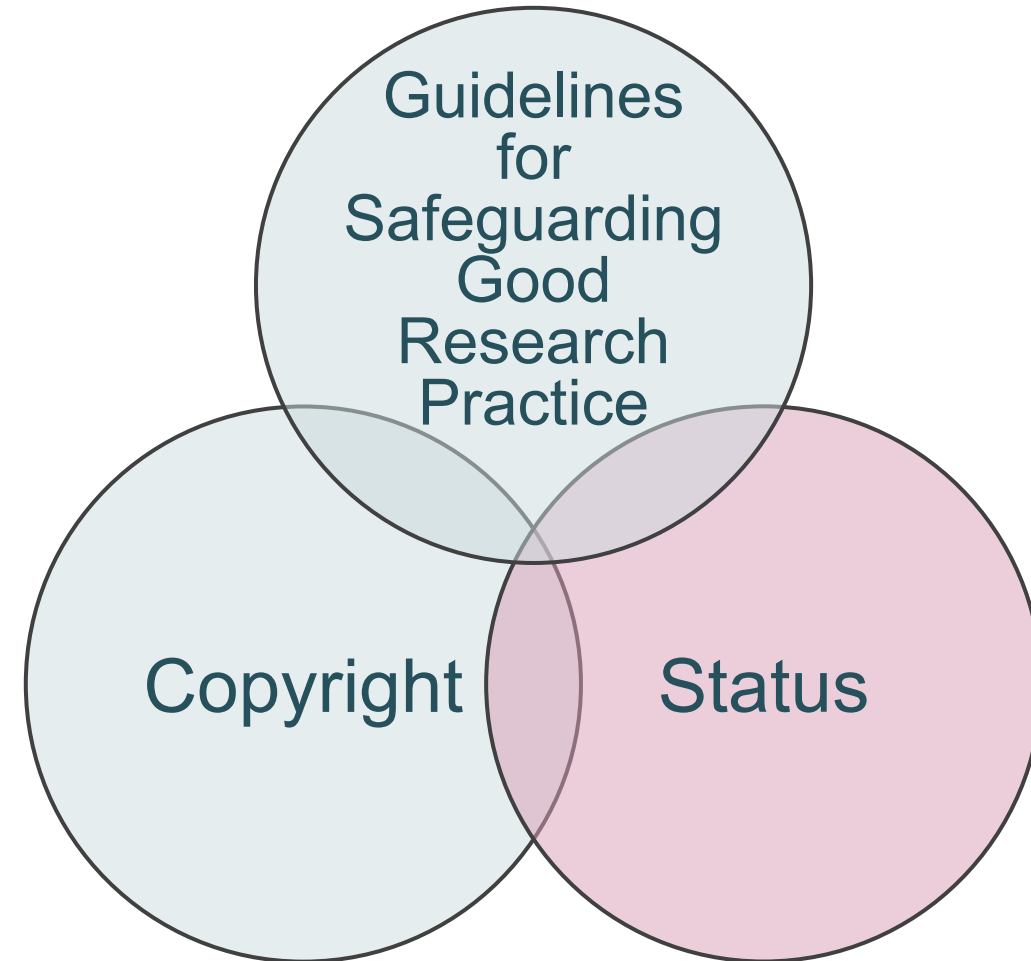 Guidelines
for
Safeguarding
Good
Research
Practice
Copyright
Status